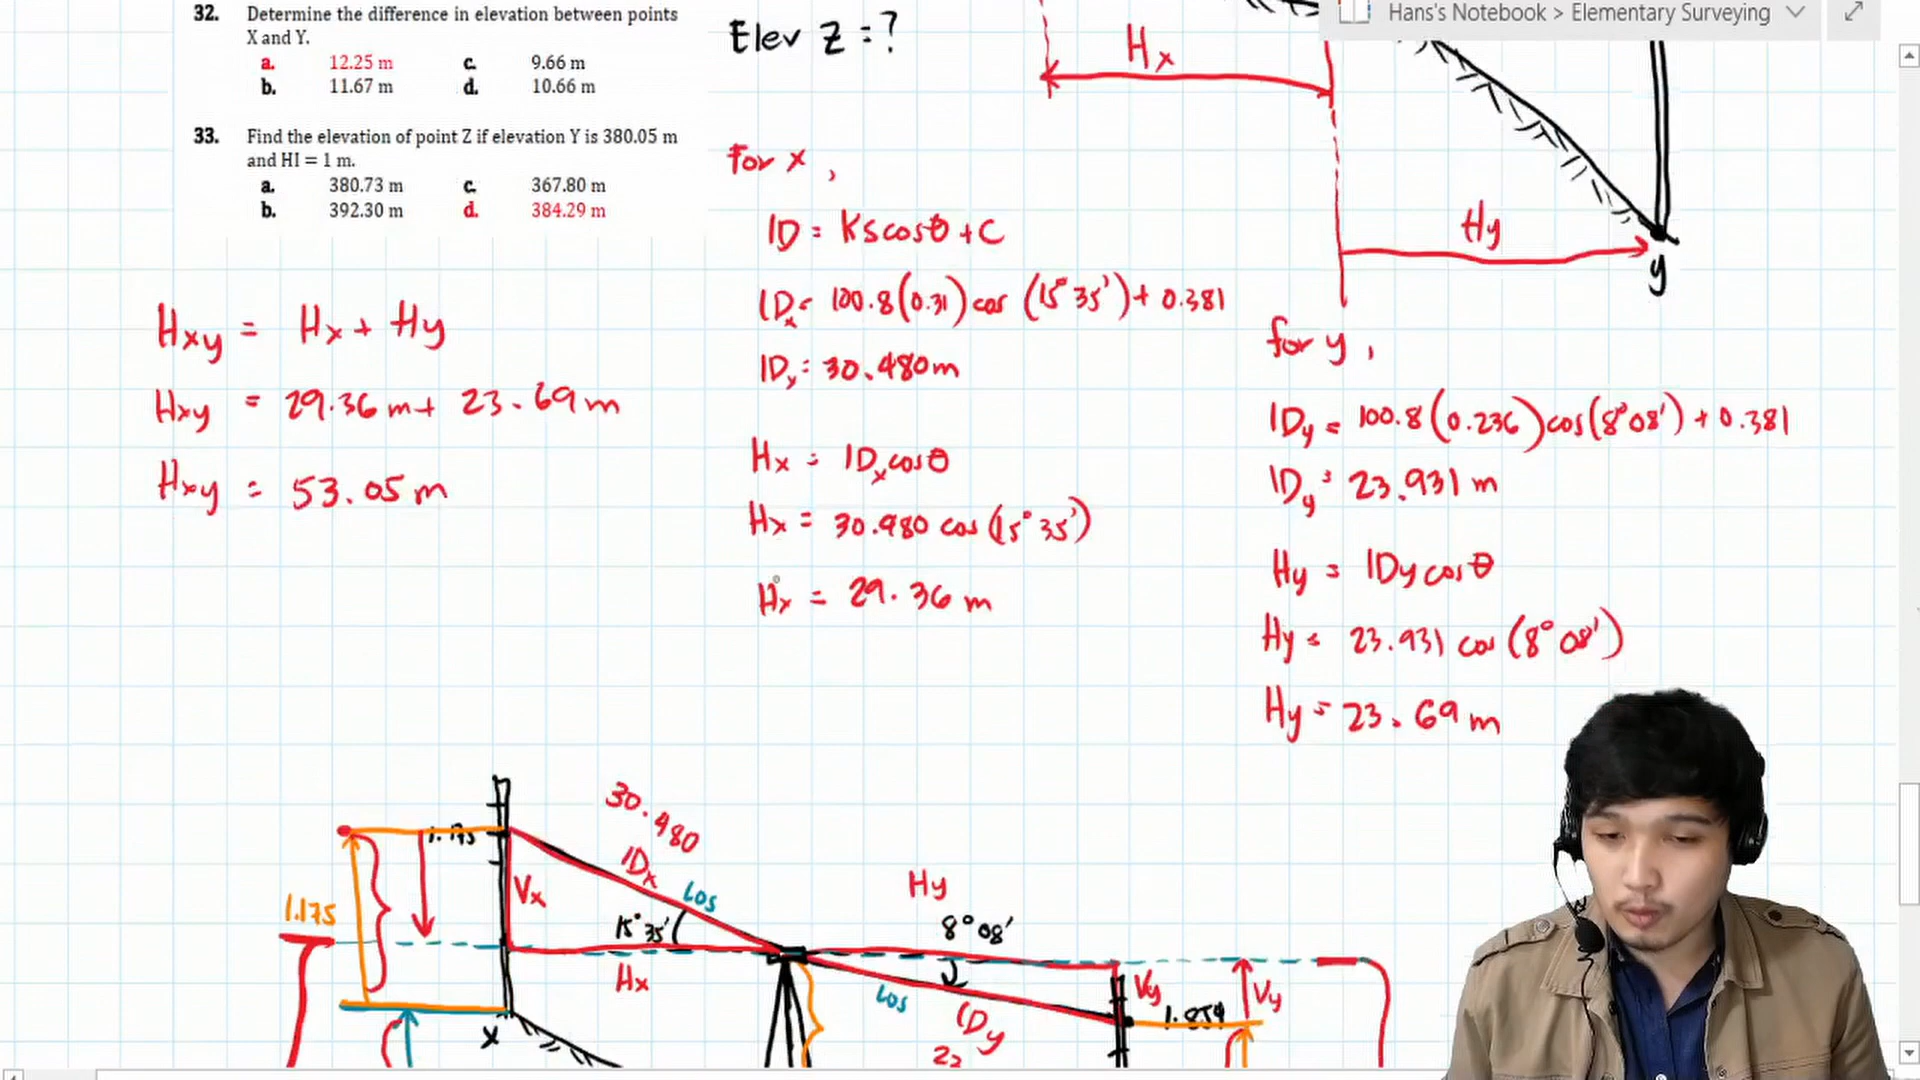 Hans's Notebook > Elementary Surveying
32. Determine the difference in elevation between points
X and Y.
a. 12.25 m c. 9.66 m
b. 11.67 m d. 10.66 m
33. Find the elevation of point Z if elevation Y is 380.05 m
and HI = 1 m.
a. 380.73 m c. 367.80 m
b. 392.30 m d. 384.29 m
Elev Z = ?
Hx
Hy
y
Hxy = Hx + Hy
Hxy = 29.36 m + 23.69 m
Hxy = 53.05 m
for x,
ID = KS cosθ + C
IDx = 100.8(0.31) cos (15° 35') + 0.381
IDx = 30.480 m
Hx = IDx cosθ
Hx = 30.480 cos (15° 35')
Hx = 29.36 m
for y,
IDy = 100.8(0.236) cos(8° 08') + 0.381
IDy = 23.931 m
Hy = IDy cosθ
Hy = 23.931 cos (8° 08')
Hy = 23.69 m
30.480
IDx
LOS
1.175
Vx
1.175
15° 35'
Hx
x
Hy
8° 08'
LOS
IDy
Vy
Vy